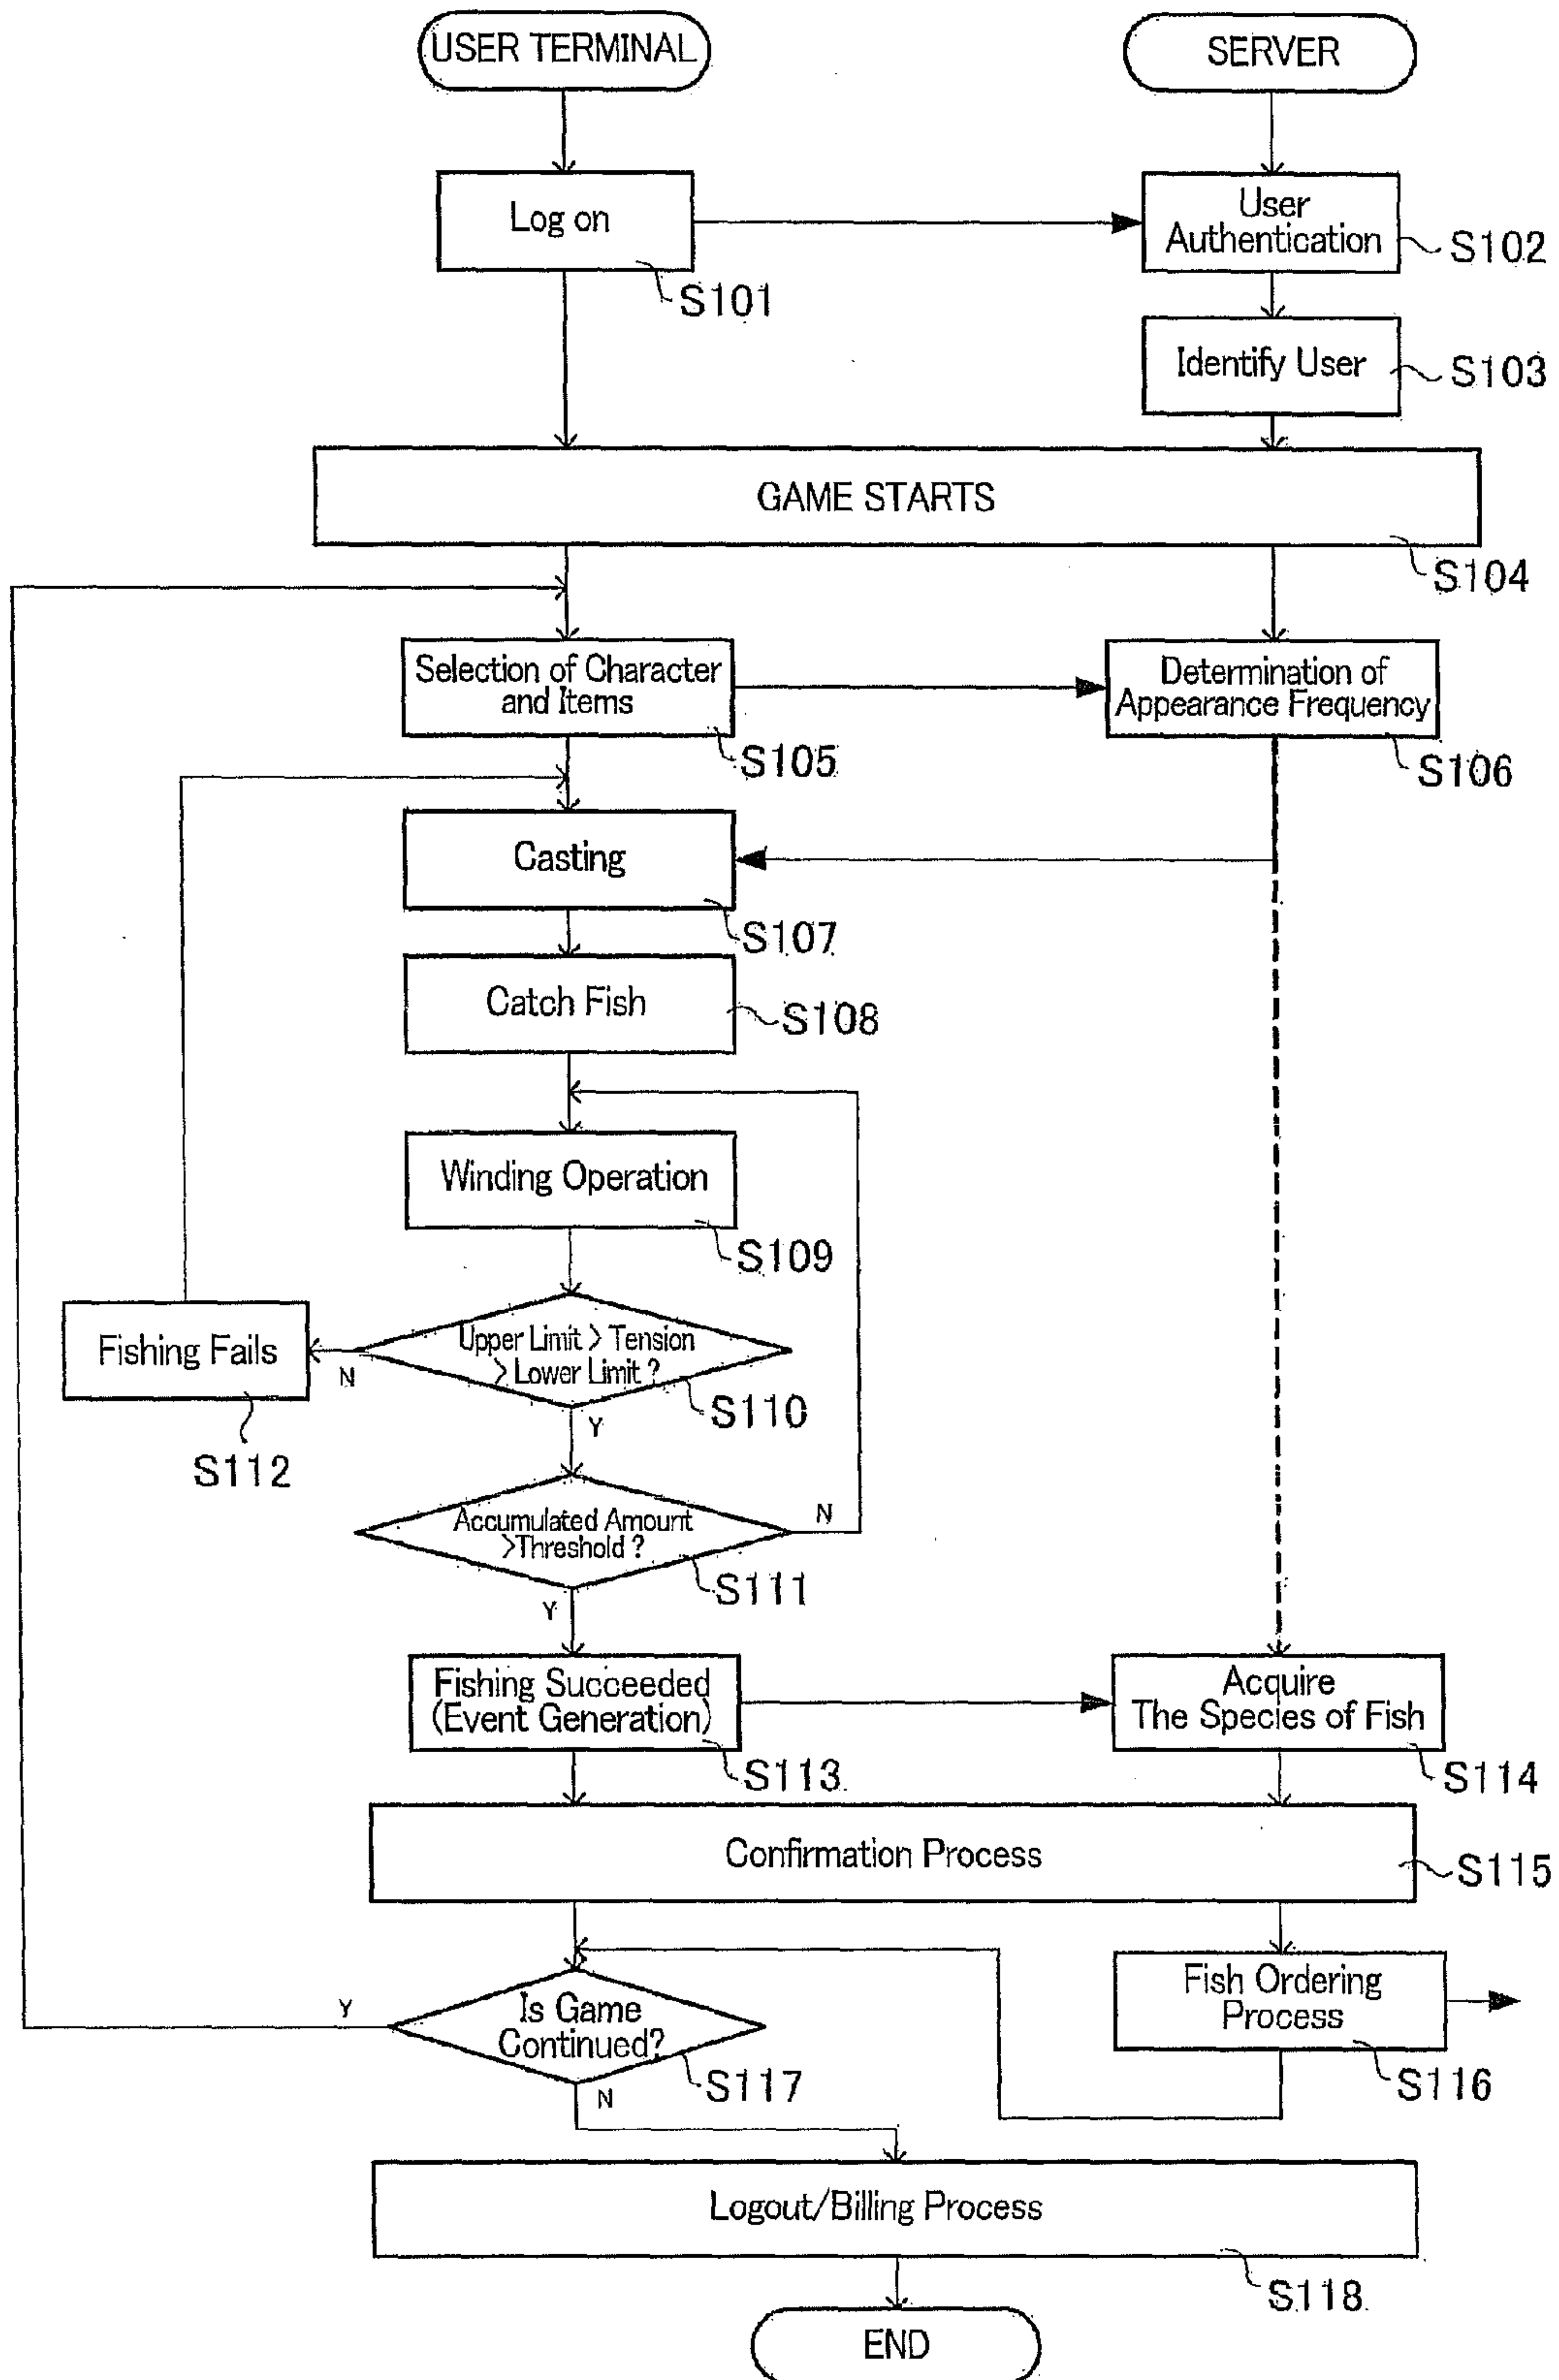 USER TERMINAL
SERVER
Log on
S101
User
Authentication
S102
Identify User
S103
GAME STARTS
S104
Selection of Character
and Items
S105
Determination of
Appearance Frequency
S106
Casting
S107
Catch Fish
S108
Winding Operation
S109
Upper Limit > Tension
> Lower Limit ?
S110
N
Y
Fishing Fails
S112
Accumulated Amount
>Threshold ?
S111
N
Y
Fishing Succeeded
(Event Generation)
S113
Acquire
The Species of Fish
S114
Confirmation Process
S115
Fish Ordering
Process
S116
Is Game
Continued?
S117
Y
N
Logout/Billing Process
S118
END